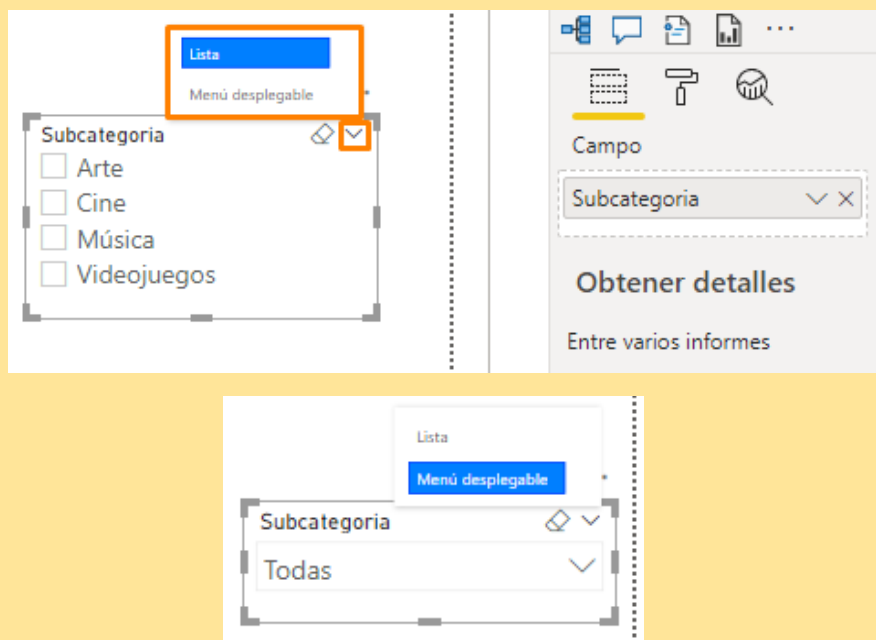 Lista
Menú desplegable
Subcategoria
Arte
Cine
Música
Videojuegos
Campo
Subcategoria
Obtener detalles
Entre varios informes
Lista
Menú desplegable
Subcategoria
Todas